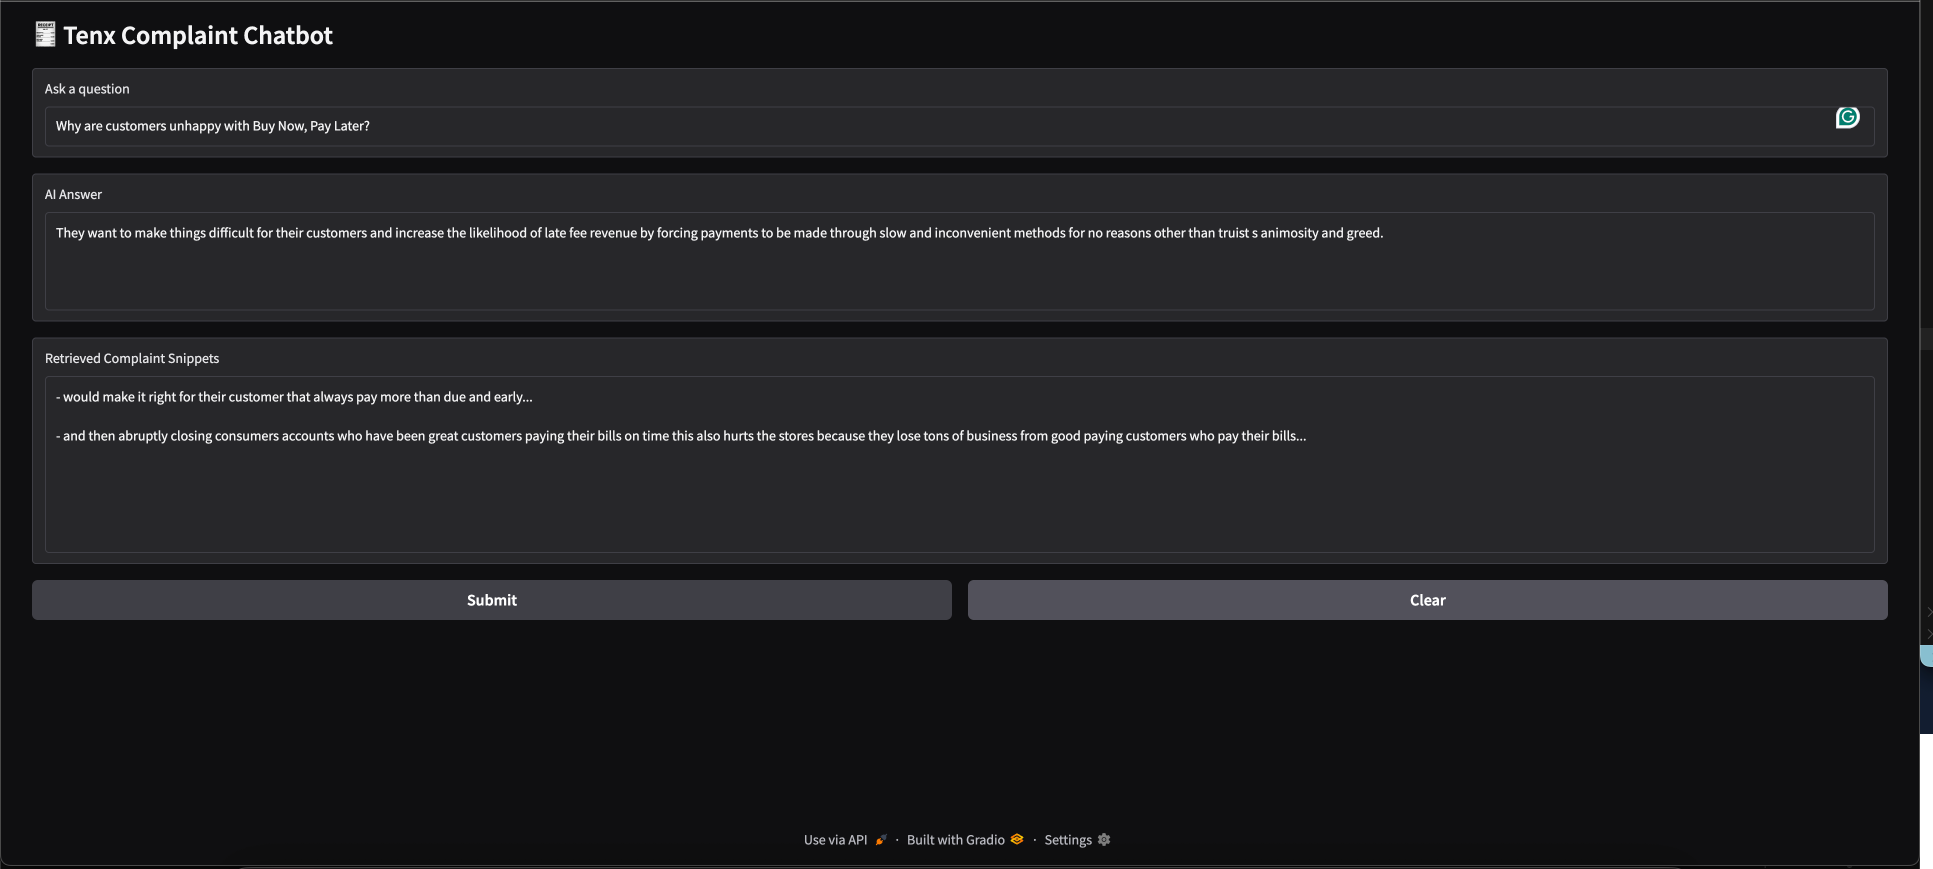 Tenx Complaint Chatbot
Ask a question
Why are customers unhappy with Buy Now, Pay Later?
AI Answer
They want to make things difficult for their customers and increase the likelihood of late fee revenue by forcing payments to be made through slow and inconvenient methods for no reasons other than truist s animosity and greed.
Retrieved Complaint Snippets
- would make it right for their customer that always pay more than due and early...
- and then abruptly closing consumers accounts who have been great customers paying their bills on time this also hurts the stores because they lose tons of business from good paying customers who pay their bills...
Submit
Clear
Use via API · Built with Gradio · Settings